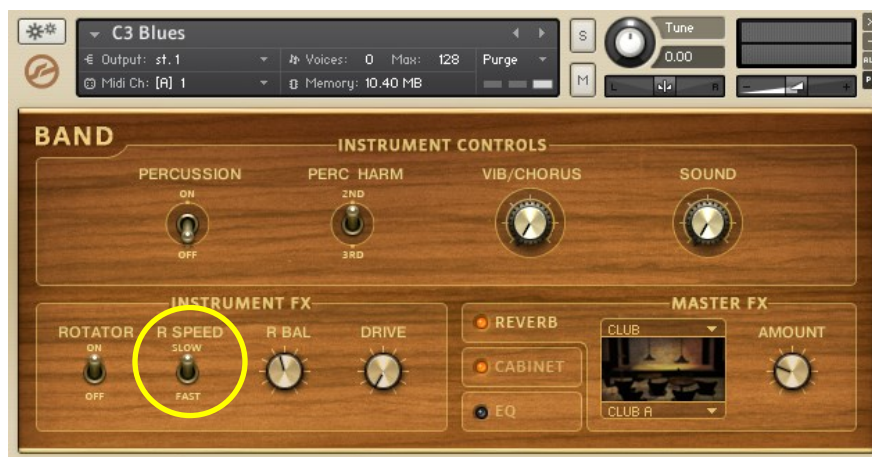 C3 Blues
Output: st. 1
Voices: 0 Max: 128 Purge
Midi Ch: [A] 1
Memory: 10.40 MB
S
M
Tune
0.00
L R
- +
BAND
INSTRUMENT CONTROLS
PERCUSSION PERC HARM VIB/CHORUS SOUND
ON 2ND
OFF 3RD
INSTRUMENT FX
ROTATOR R SPEED R BAL DRIVE
ON SLOW
OFF FAST
REVERB
CABINET
EQ
MASTER FX
CLUB
AMOUNT
CLUB A